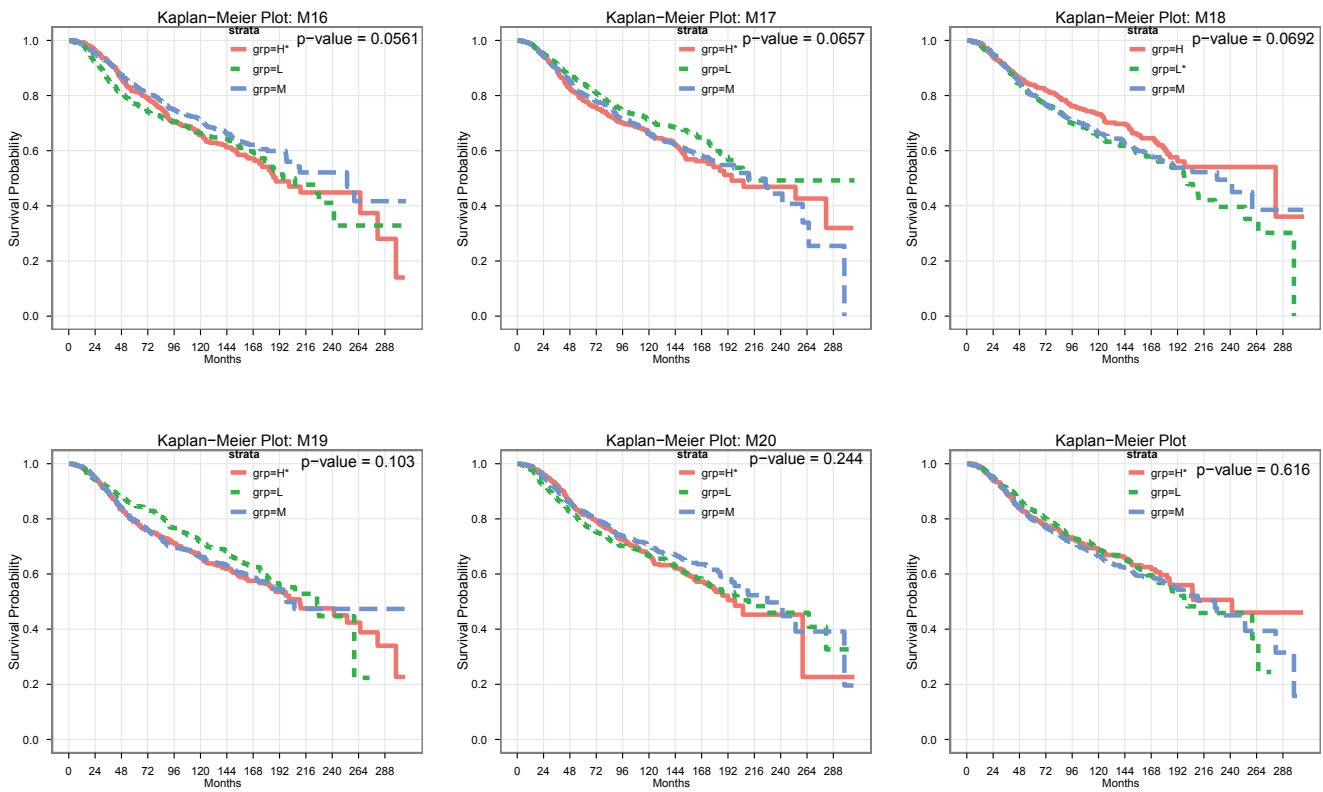 Kaplan−Meier Plot: M16
strata
p−value = 0.0561
grp=H*
grp=L
grp=M
Survival Probability
1.0
0.8
0.6
0.4
0.2
0.0
0 24 48 72 96 120 144 168 192 216 240 264 288
Months
Kaplan−Meier Plot: M17
strata
p−value = 0.0657
grp=H*
grp=L
grp=M
Survival Probability
1.0
0.8
0.6
0.4
0.2
0.0
0 24 48 72 96 120 144 168 192 216 240 264 288
Months
Kaplan−Meier Plot: M18
strata
p−value = 0.0692
grp=H
grp=L*
grp=M
Survival Probability
1.0
0.8
0.6
0.4
0.2
0.0
0 24 48 72 96 120 144 168 192 216 240 264 288
Months
Kaplan−Meier Plot: M19
strata
p−value = 0.103
grp=H*
grp=L
grp=M
Survival Probability
1.0
0.8
0.6
0.4
0.2
0.0
0 24 48 72 96 120 144 168 192 216 240 264 288
Months
Kaplan−Meier Plot: M20
strata
p−value = 0.244
grp=H*
grp=L
grp=M
Survival Probability
1.0
0.8
0.6
0.4
0.2
0.0
0 24 48 72 96 120 144 168 192 216 240 264 288
Months
Kaplan−Meier Plot
strata
p−value = 0.616
grp=H*
grp=L
grp=M
Survival Probability
1.0
0.8
0.6
0.4
0.2
0.0
0 24 48 72 96 120 144 168 192 216 240 264 288
Months